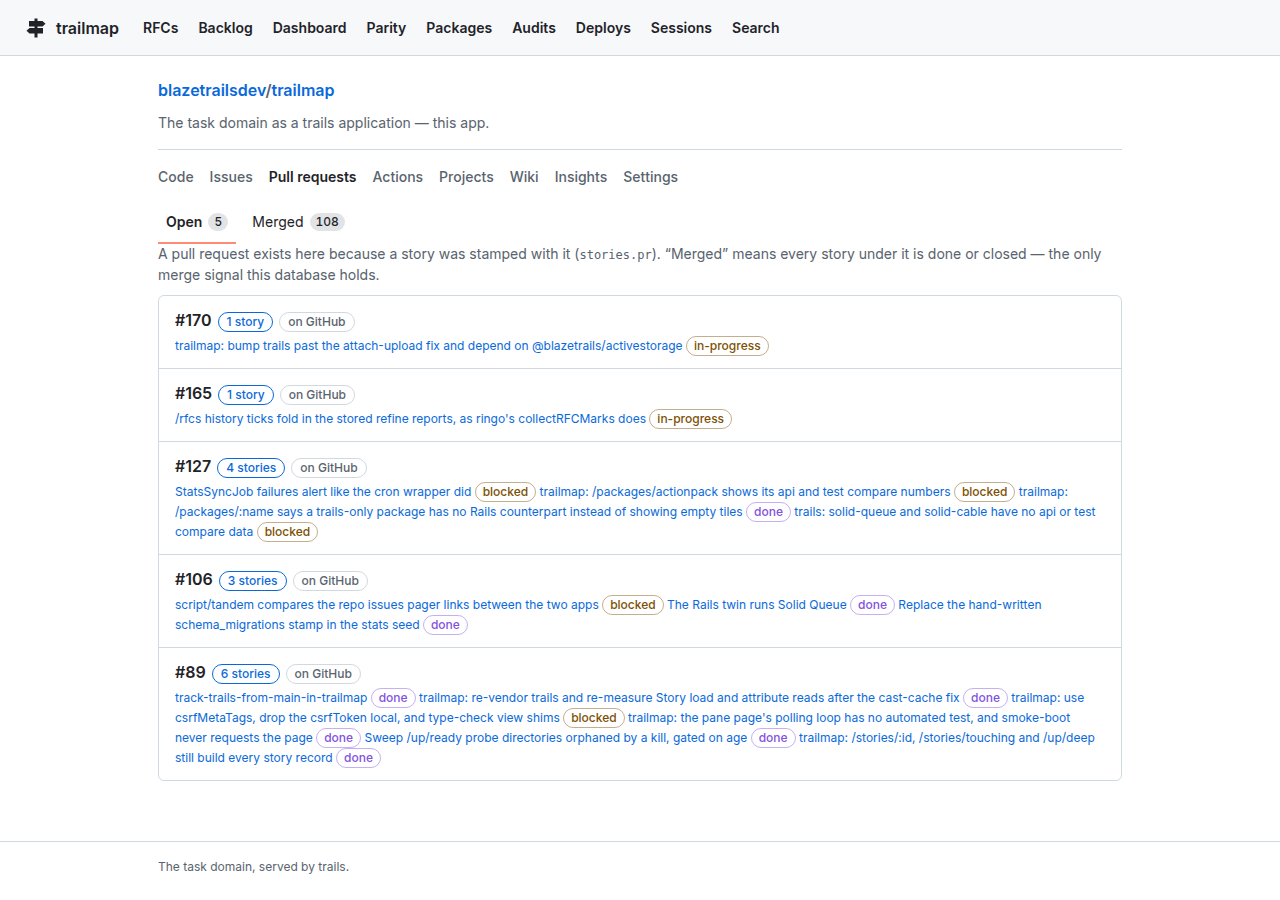 trailmap RFCs Backlog Dashboard Parity Packages Audits Deploys Sessions Search
blazetrailsdev/trailmap
The task domain as a trails application — this app.
Code Issues Pull requests Actions Projects Wiki Insights Settings
Open 5 Merged 108
A pull request exists here because a story was stamped with it (stories.pr). “Merged” means every story under it is done or closed — the only
merge signal this database holds.
#170 1 story on GitHub
trailmap: bump trails past the attach-upload fix and depend on @blazetrails/activestorage in-progress
#165 1 story on GitHub
/rfcs history ticks fold in the stored refine reports, as ringo's collectRFCMarks does in-progress
#127 4 stories on GitHub
StatsSyncJob failures alert like the cron wrapper did blocked trailmap: /packages/actionpack shows its api and test compare numbers blocked trailmap:
/packages/:name says a trails-only package has no Rails counterpart instead of showing empty tiles done trails: solid-queue and solid-cable have no api or test
compare data blocked
#106 3 stories on GitHub
script/tandem compares the repo issues pager links between the two apps blocked The Rails twin runs Solid Queue done Replace the hand-written
schema_migrations stamp in the stats seed done
#89 6 stories on GitHub
track-trails-from-main-in-trailmap done trailmap: re-vendor trails and re-measure Story load and attribute reads after the cast-cache fix done trailmap: use
csrfMetaTags, drop the csrfToken local, and type-check view shims blocked trailmap: the pane page's polling loop has no automated test, and smoke-boot
never requests the page done Sweep /up/ready probe directories orphaned by a kill, gated on age done trailmap: /stories/:id, /stories/touching and /up/deep
still build every story record done
The task domain, served by trails.